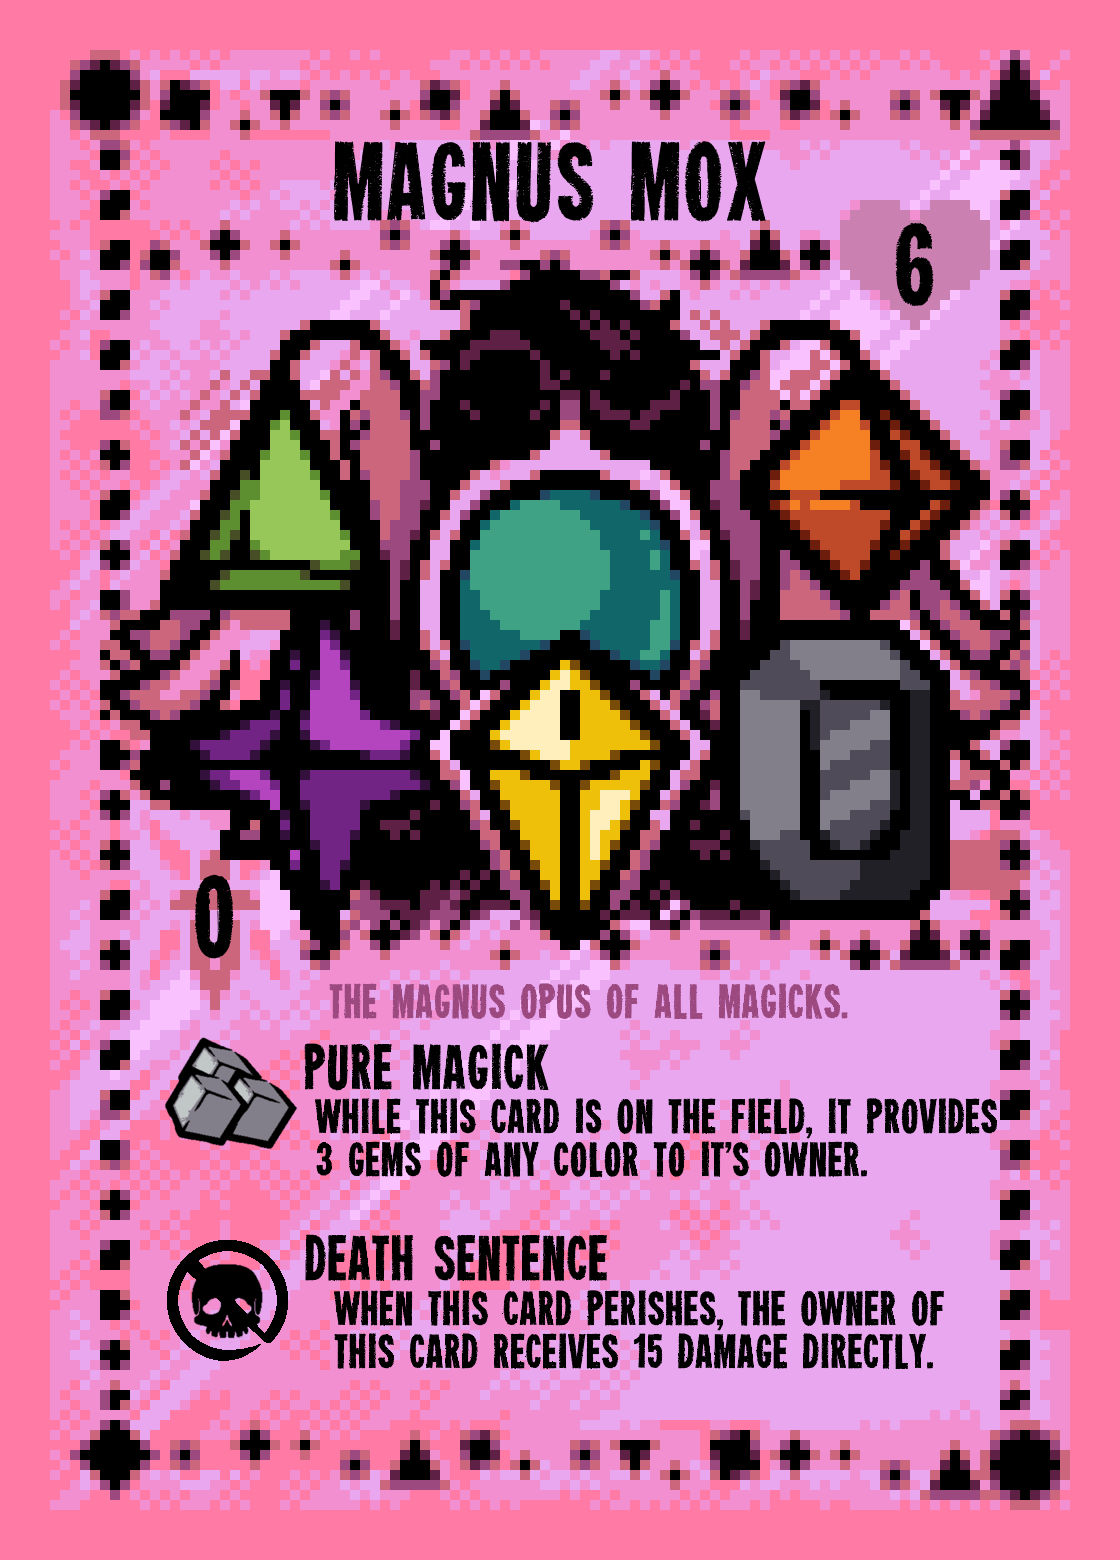 MAGNUS MOX
6
0
THE MAGNUS OPUS OF ALL MAGICKS.
PURE MAGICK
WHILE THIS CARD IS ON THE FIELD, IT PROVIDES
3 GEMS OF ANY COLOR TO IT'S OWNER.
DEATH SENTENCE
WHEN THIS CARD PERISHES, THE OWNER OF
THIS CARD RECEIVES 15 DAMAGE DIRECTLY.